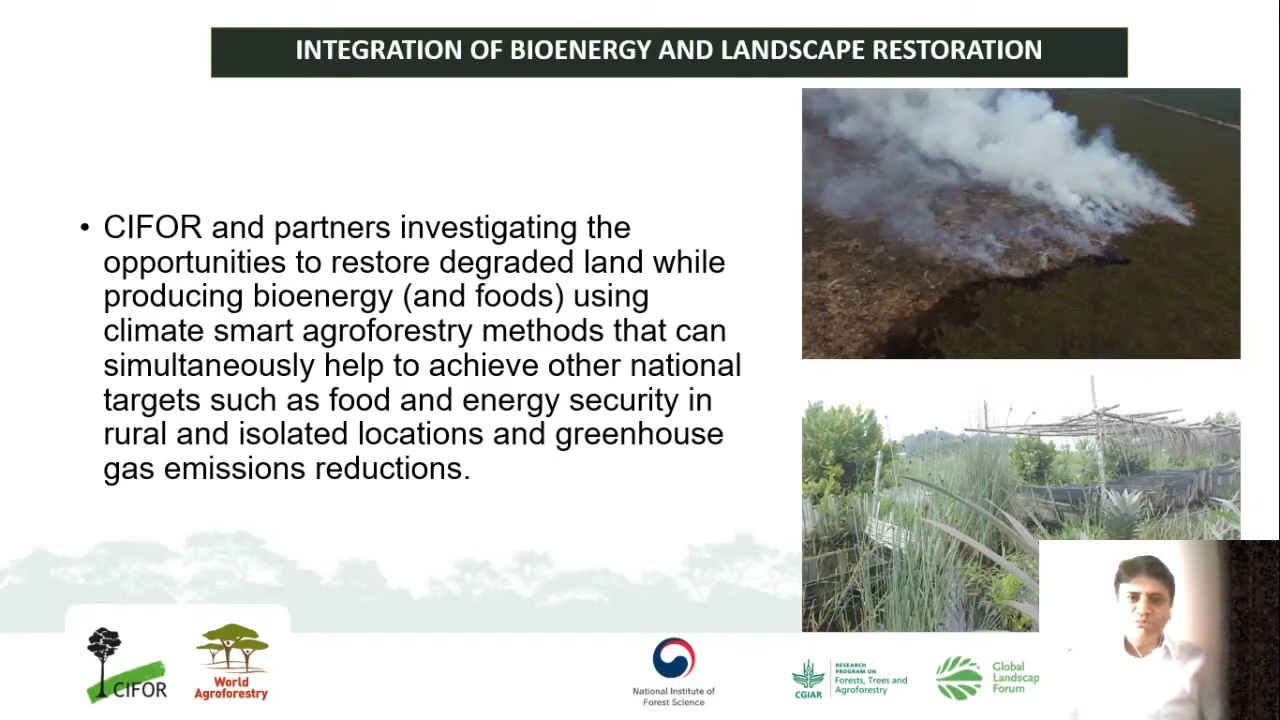 INTEGRATION OF BIOENERGY AND LANDSCAPE RESTORATION
• CIFOR and partners investigating the
opportunities to restore degraded land while
producing bioenergy (and foods) using
climate smart agroforestry methods that can
simultaneously help to achieve other national
targets such as food and energy security in
rural and isolated locations and greenhouse
gas emissions reductions.
CIFOR
World
Agroforestry
National Institute of
Forest Science
CGIAR
RESEARCH
PROGRAM ON
Forests, Trees and
Agroforestry
Global
Landscap
Forum